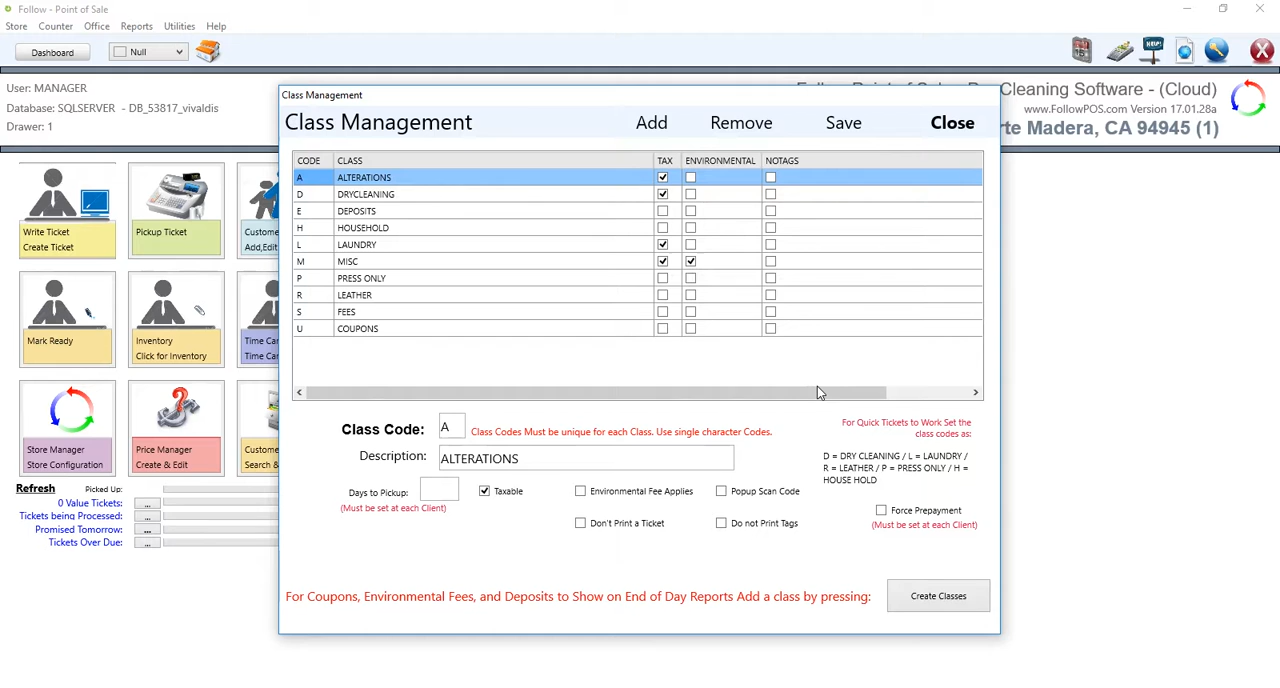 Follow - Point of Sale
Store Counter Office Reports Utilities Help
Dashboard Null
User: MANAGER
Database: SQLSERVER - DB_53817_vivaldis
Drawer: 1
Cleaning Software - (Cloud)
www.FollowPOS.com Version 17.01.28a
rte Madera, CA 94945 (1)
Write Ticket
Create Ticket
Pickup Ticket
Custome
Add,Edit
Mark Ready
Inventory
Click for Inventory
Time Car
Time Car
Store Manager
Store Configuration
Price Manager
Create & Edit
Custome
Search &
Refresh Picked Up:
0 Value Tickets: ...
Tickets being Processed: ...
Promised Tomorrow: ...
Tickets Over Due: ...
Class Management
Class Management Add Remove Save Close
CODE CLASS TAX ENVIRONMENTAL NOTAGS
A ALTERATIONS
D DRYCLEANING
E DEPOSITS
H HOUSEHOLD
L LAUNDRY
M MISC
P PRESS ONLY
R LEATHER
S FEES
U COUPONS
Class Code: A Class Codes Must be unique for each Class. Use single character Codes.
Description: ALTERATIONS
Days to Pickup: Taxable Environmental Fee Applies Popup Scan Code
(Must be set at each Client)
Don't Print a Ticket Do not Print Tags
For Quick Tickets to Work Set the
class codes as:
D = DRY CLEANING / L = LAUNDRY /
R = LEATHER / P = PRESS ONLY / H =
HOUSE HOLD
Force Prepayment
(Must be set at each Client)
For Coupons, Environmental Fees, and Deposits to Show on End of Day Reports Add a class by pressing: Create Classes